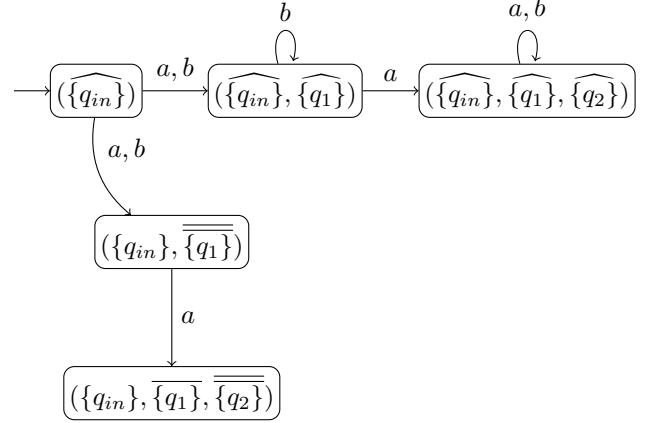 b a, b
({q_in}^) a, b ({q_in}^, {q_1}^) a ({q_in}^, {q_1}^, {q_2}^)
a, b
({q_in}, {q_1}̿)
a
({q_in}, {q_1}̅, {q_2}̿)